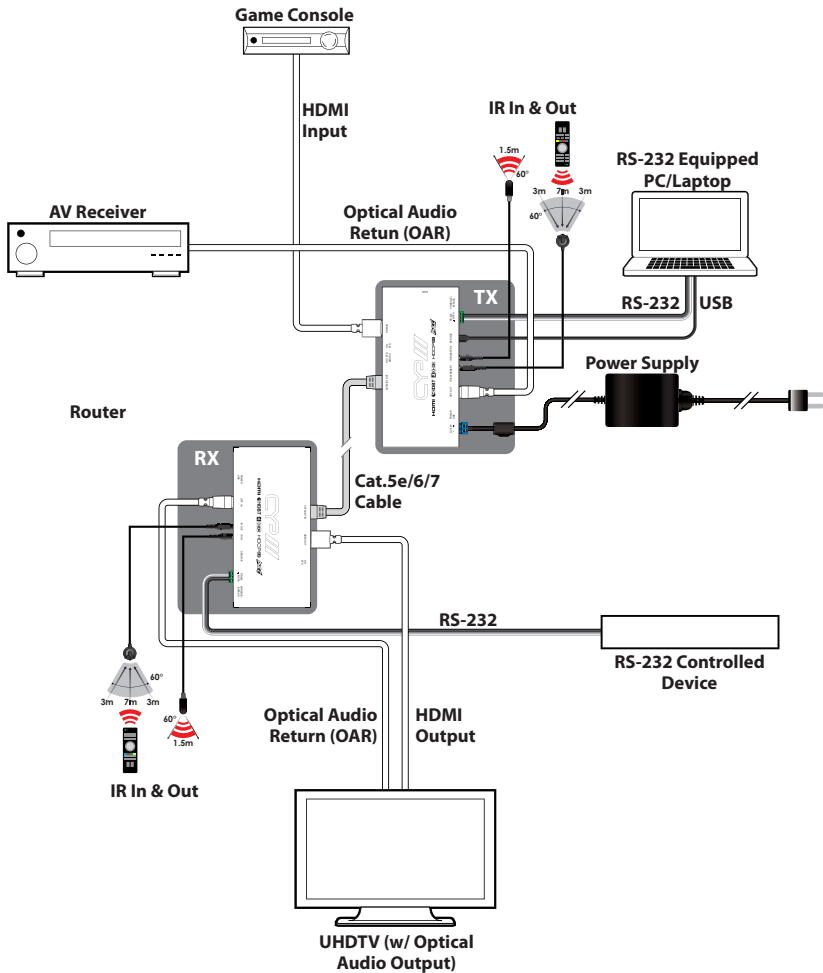 Game Console
HDMI
Input
IR In & Out
1.5m
60°
3m 7m 3m
60°
RS-232 Equipped
PC/Laptop
AV Receiver
Optical Audio
Retun (OAR)
TX
RS-232
USB
CYP
Power Supply
Router
RX
Cat.5e/6/7
Cable
CYP
RS-232
RS-232 Controlled
Device
60°
3m 7m 3m
60°
1.5m
IR In & Out
Optical Audio
Return (OAR)
HDMI
Output
UHDTV (w/ Optical
Audio Output)